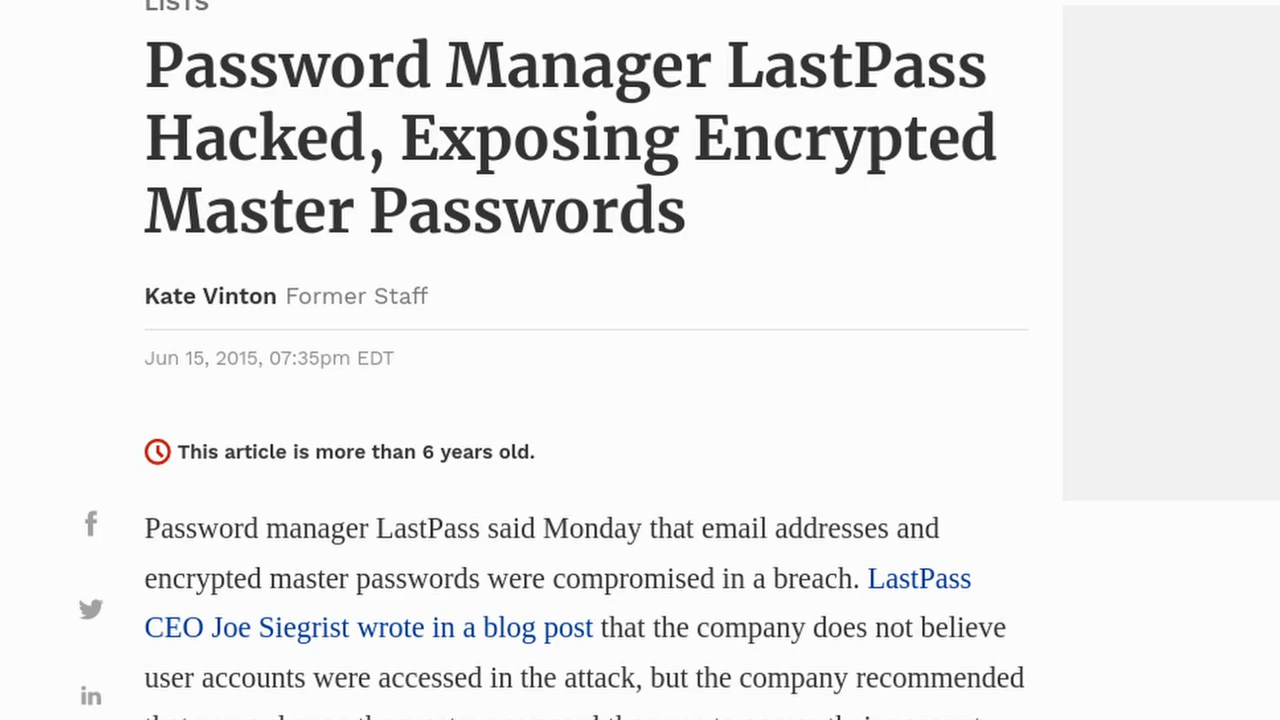 LISTS
Password Manager LastPass
Hacked, Exposing Encrypted
Master Passwords
Kate Vinton Former Staff
Jun 15, 2015, 07:35pm EDT
This article is more than 6 years old.
Password manager LastPass said Monday that email addresses and
encrypted master passwords were compromised in a breach. LastPass
CEO Joe Siegrist wrote in a blog post that the company does not believe
user accounts were accessed in the attack, but the company recommended